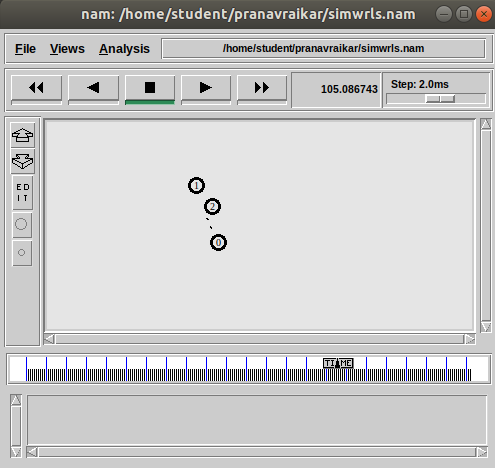 nam: /home/student/pranavraikar/simwrls.nam
File Views Analysis /home/student/pranavraikar/simwrls.nam
105.086743 Step: 2.0ms
ED
IT
1
2
0
TIME